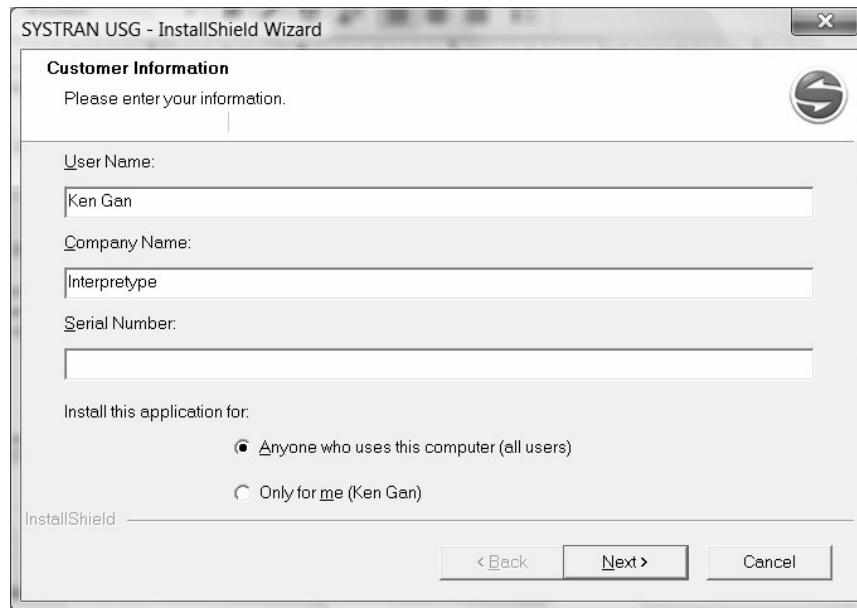 SYSTRAN USG - InstallShield Wizard
Customer Information
Please enter your information.
User Name:
Ken Gan
Company Name:
Interpretype
Serial Number:
Install this application for:
Anyone who uses this computer (all users)
Only for me (Ken Gan)
InstallShield
< Back
Next >
Cancel